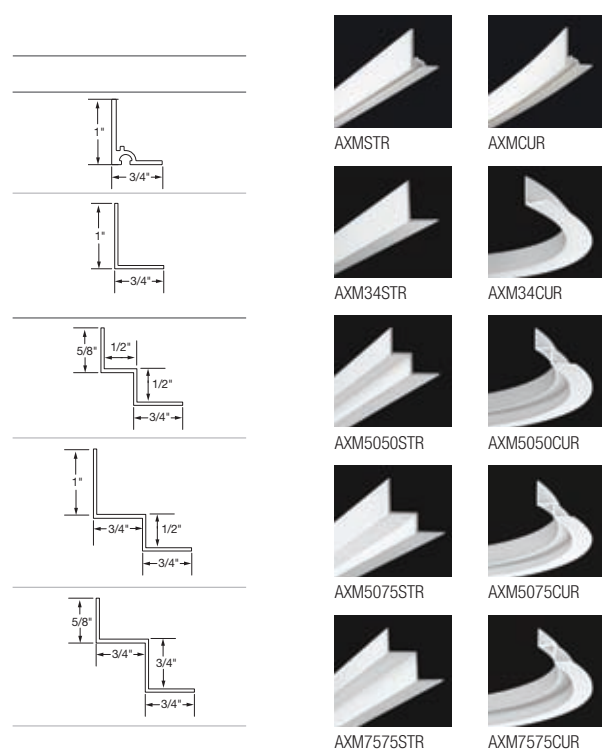 1"
3/4"
AXMSTR AXMCUR
1"
3/4"
AXM34STR AXM34CUR
5/8" 1/2"
1/2"
3/4"
AXM5050STR AXM5050CUR
1"
3/4" 1/2"
3/4"
AXM5075STR AXM5075CUR
5/8"
3/4" 3/4"
3/4"
AXM7575STR AXM7575CUR